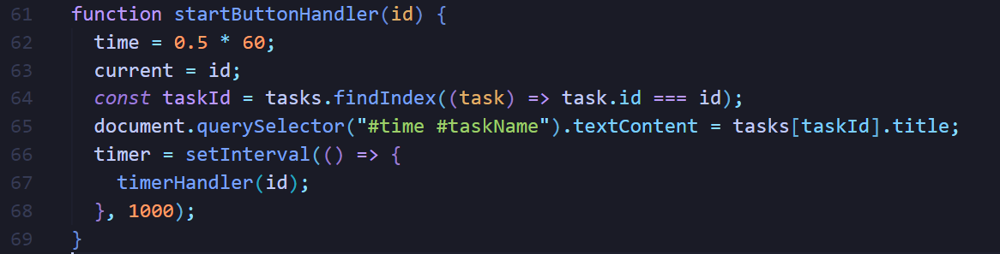 61 function startButtonHandler(id) {
62 time = 0.5 * 60;
63 current = id;
64 const taskId = tasks.findIndex((task) => task.id === id);
65 document.querySelector("#time #taskName").textContent = tasks[taskId].title;
66 timer = setInterval(() => {
67 timerHandler(id);
68 }, 1000);
69 }